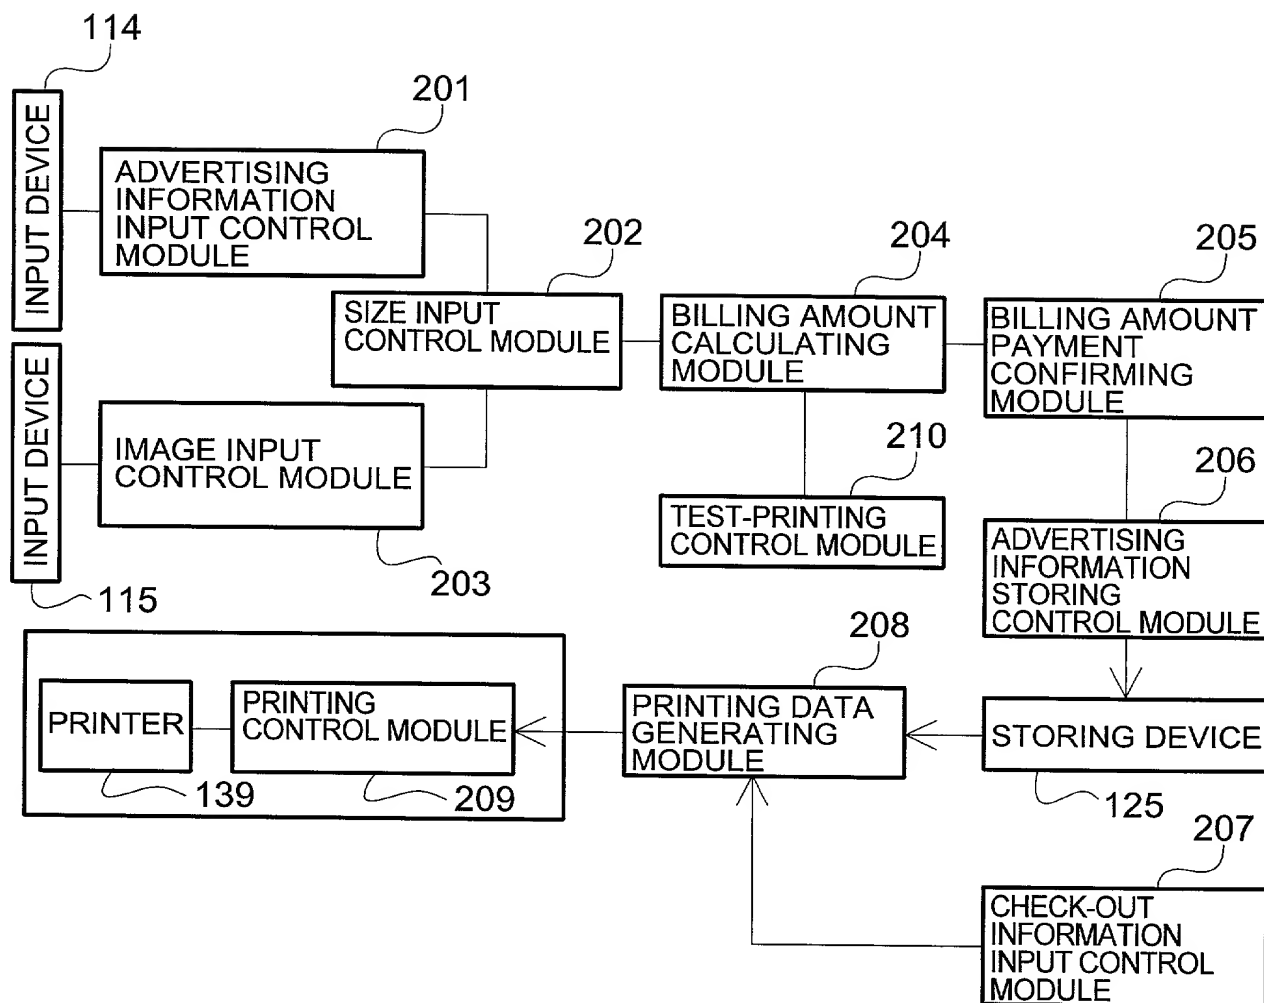 114
201
INPUT DEVICE
ADVERTISING
INFORMATION
INPUT CONTROL
MODULE
202
204
205
SIZE INPUT
CONTROL MODULE
BILLING AMOUNT
CALCULATING
MODULE
BILLING AMOUNT
PAYMENT
CONFIRMING
MODULE
INPUT DEVICE
IMAGE INPUT
CONTROL MODULE
210
206
TEST-PRINTING
CONTROL MODULE
ADVERTISING
INFORMATION
STORING
CONTROL MODULE
115
203
208
PRINTER
PRINTING
CONTROL MODULE
PRINTING DATA
GENERATING
MODULE
STORING DEVICE
139
209
125
207
CHECK-OUT
INFORMATION
INPUT CONTROL
MODULE